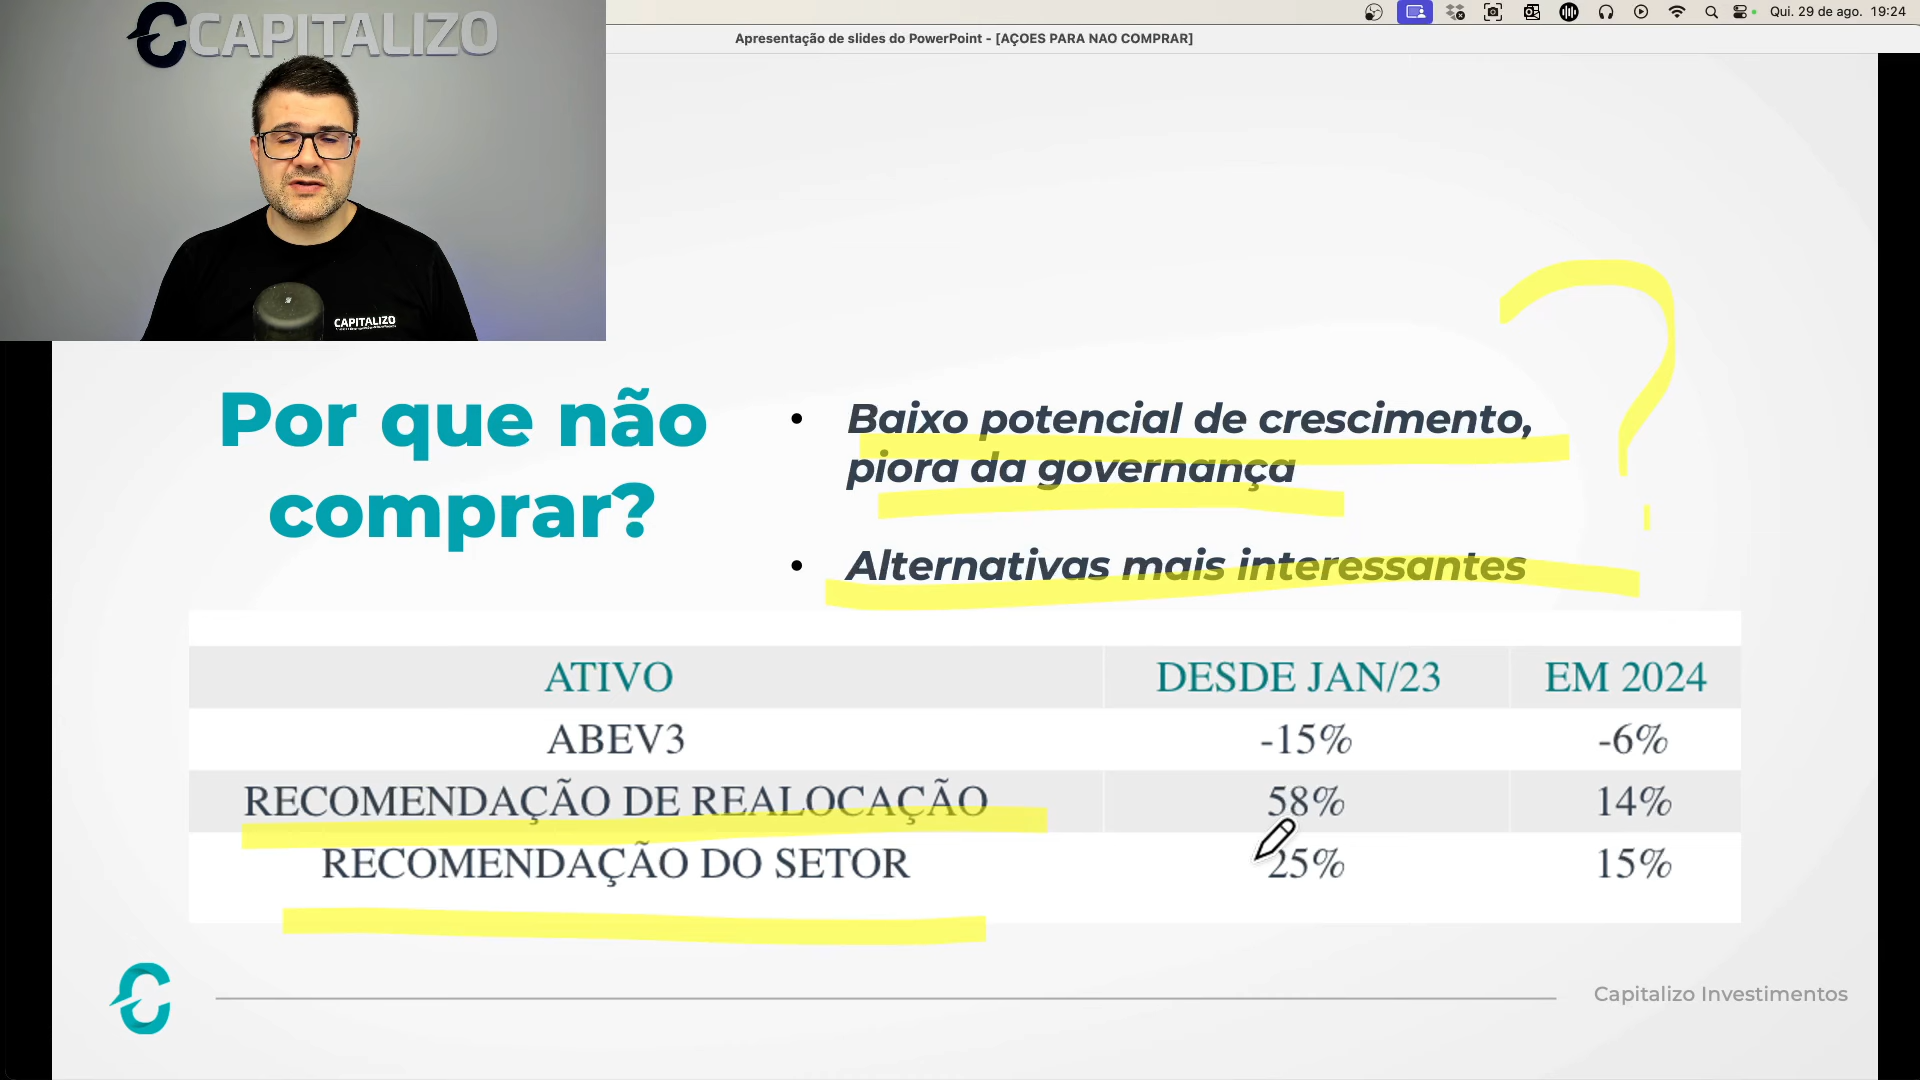 CAPITALIZO
CAPITALIZO
Qui. 29 de ago. 19:24
Apresentação de slides do PowerPoint - [AÇOES PARA NAO COMPRAR]
Por que não
comprar?
• Baixo potencial de crescimento,
piora da governança
• Alternativas mais interessantes
?
ATIVO DESDE JAN/23 EM 2024
ABEV3 -15% -6%
RECOMENDAÇÃO DE REALOCAÇÃO 58% 14%
RECOMENDAÇÃO DO SETOR 25% 15%
Capitalizo Investimentos